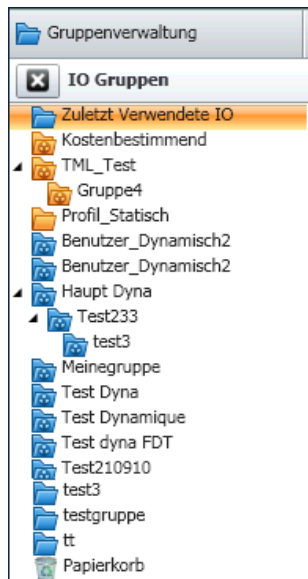 Gruppenverwaltung
IO Gruppen
Zuletzt Verwendete IO
Kostenbestimmend
TML_Test
Gruppe4
Profil_Statisch
Benutzer_Dynamisch2
Benutzer_Dynamisch2
Haupt Dyna
Test233
test3
Meinegruppe
Test Dyna
Test Dynamique
Test dyna FDT
Test210910
test3
testgruppe
tt
Papierkorb